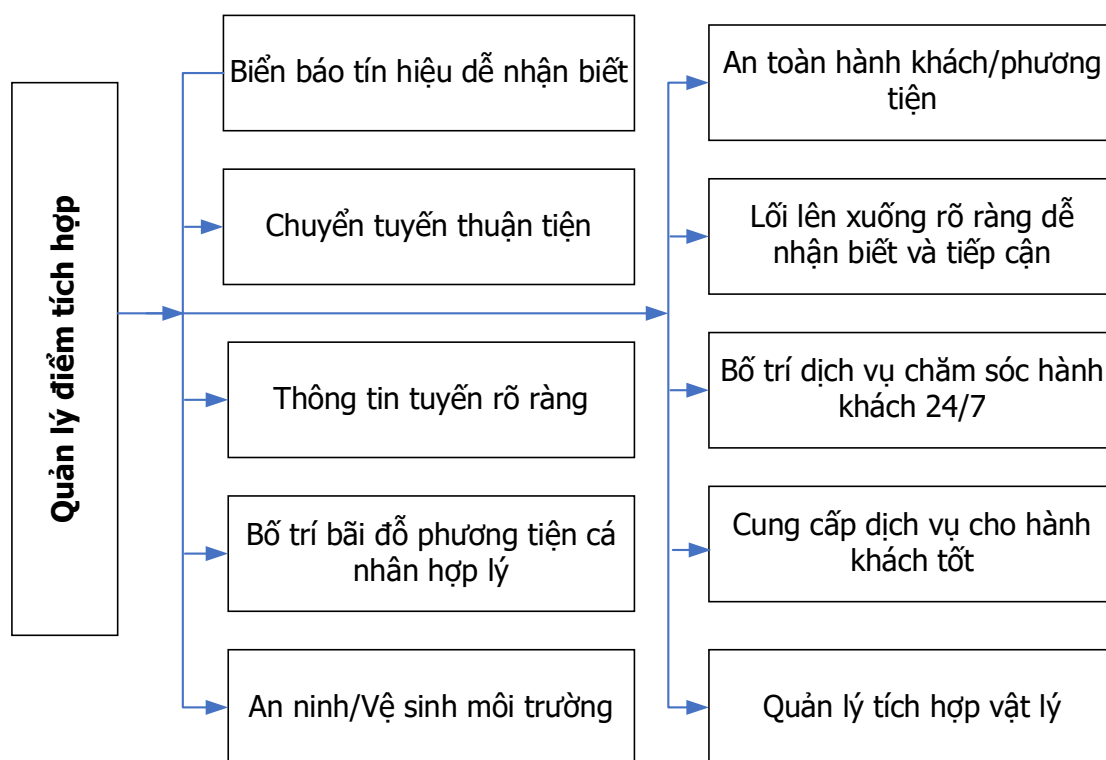 Quản lý điểm tích hợp
Biển báo tín hiệu dễ nhận biết
Chuyển tuyến thuận tiện
Thông tin tuyến rõ ràng
Bố trí bãi đỗ phương tiện cá
nhân hợp lý
An ninh/Vệ sinh môi trường
An toàn hành khách/phương
tiện
Lối lên xuống rõ ràng dễ
nhận biết và tiếp cận
Bố trí dịch vụ chăm sóc hành
khách 24/7
Cung cấp dịch vụ cho hành
khách tốt
Quản lý tích hợp vật lý